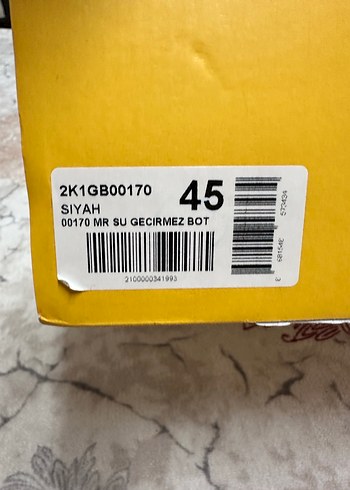 2K1GB00170
45
SIYAH
00170 MR SU GECIRMEZ BOT
2100000341993